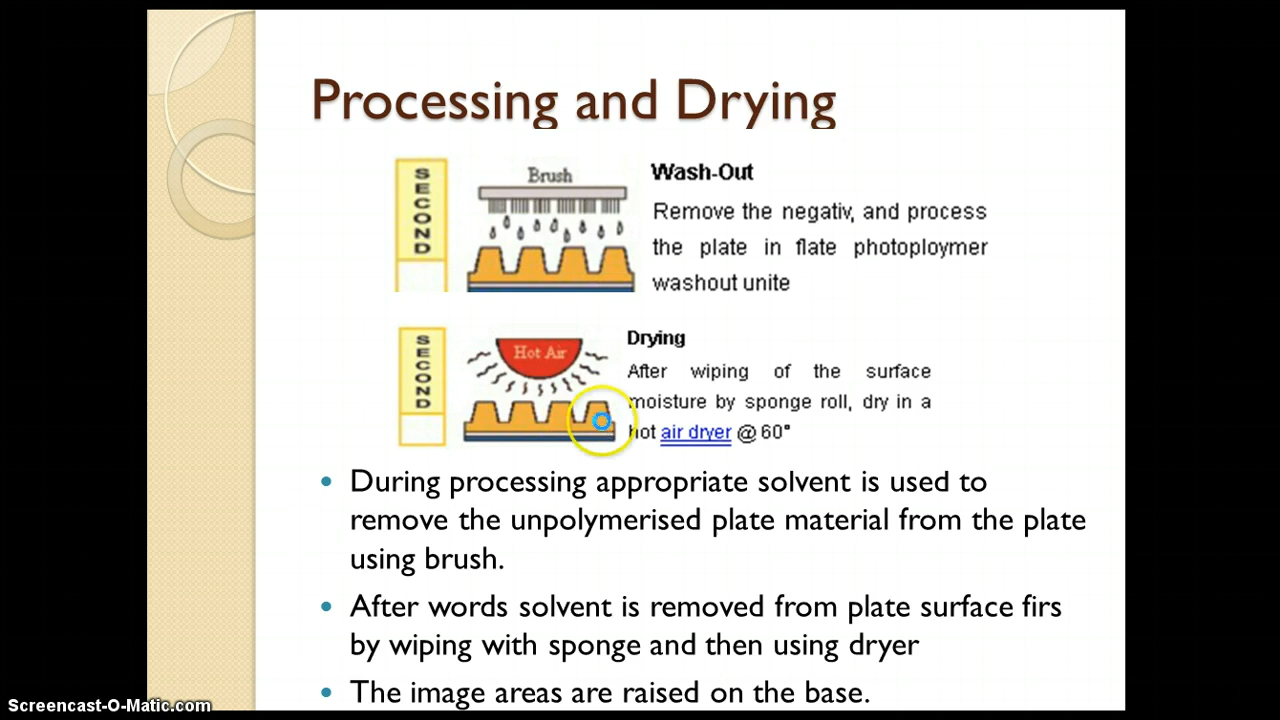 Processing and Drying
SECOND
Brush
Wash-Out
Remove the negativ, and process
the plate in flate photoploymer
washout unite
SECOND
Hot Air
Drying
After wiping of the surface
moisture by sponge roll, dry in a
hot air dryer @ 60°
• During processing appropriate solvent is used to
remove the unpolymerised plate material from the plate
using brush.
• After words solvent is removed from plate surface firs
by wiping with sponge and then using dryer
• The image areas are raised on the base.
Screencast-O-Matic.com